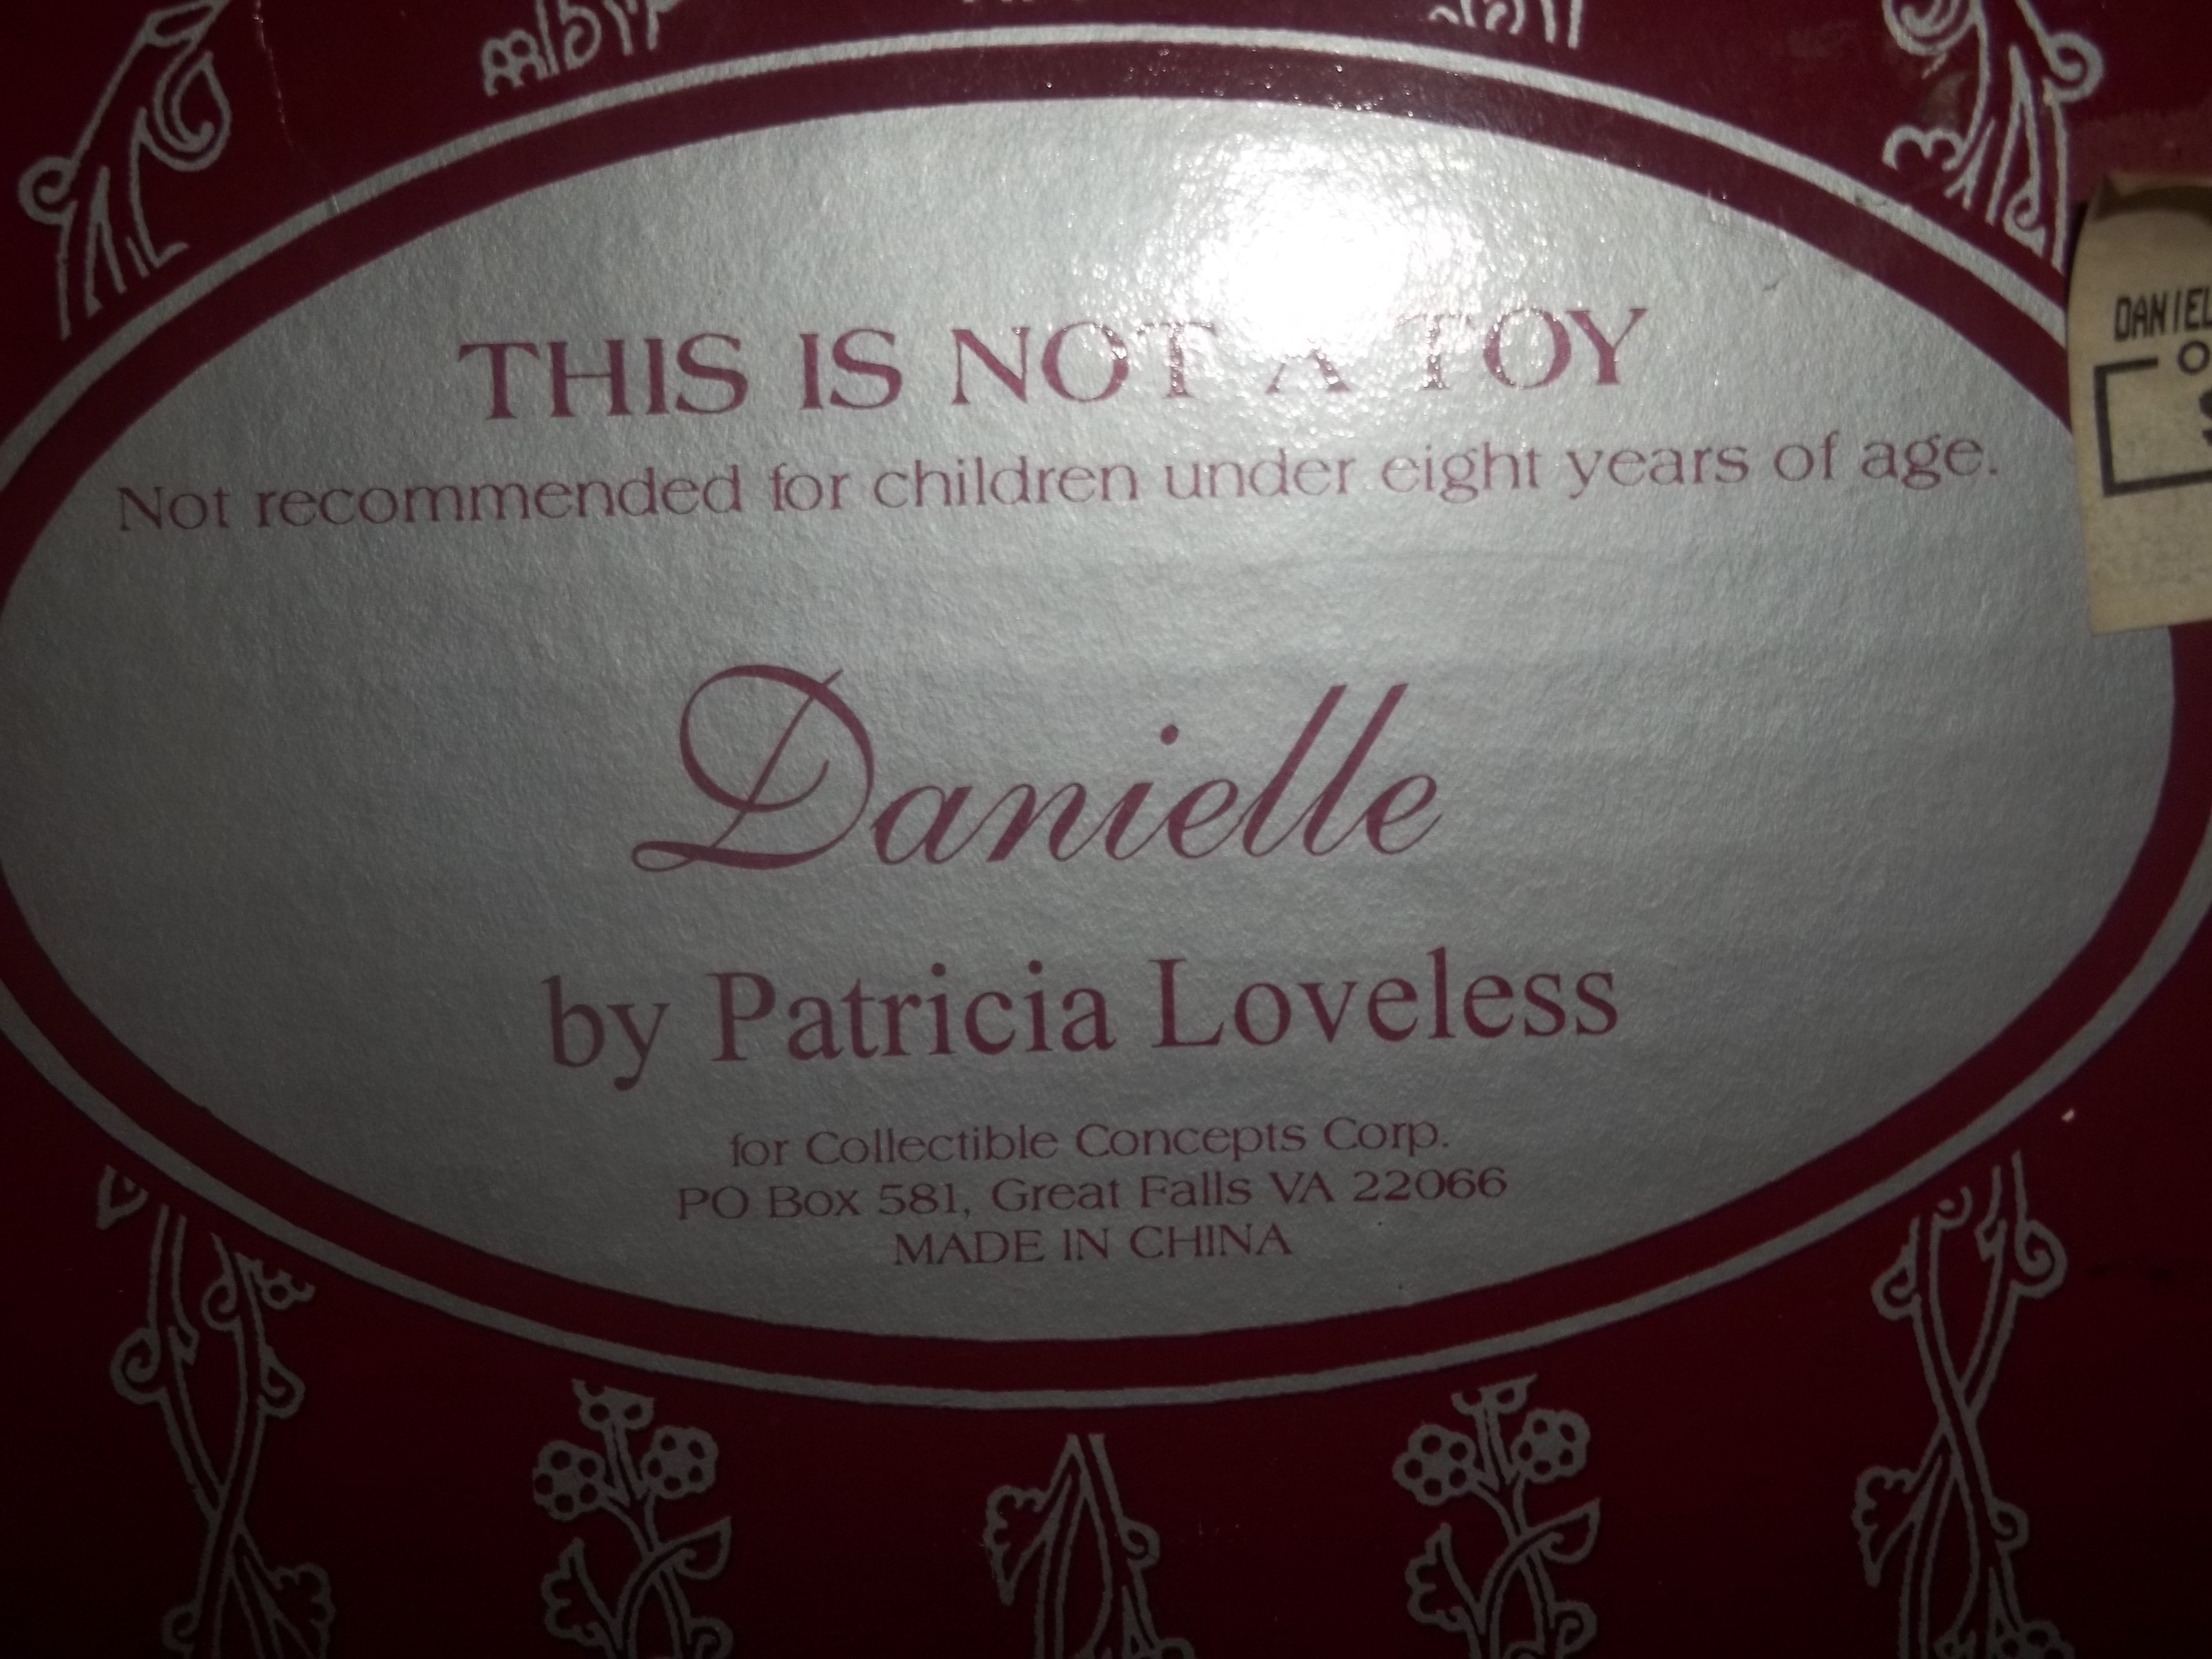 THIS IS NOT A TOY
Not recommended for children under eight years of age.
Danielle
by Patricia Loveless
for Collectible Concepts Corp.
PO Box 581, Great Falls VA 22066
MADE IN CHINA
DANIEL